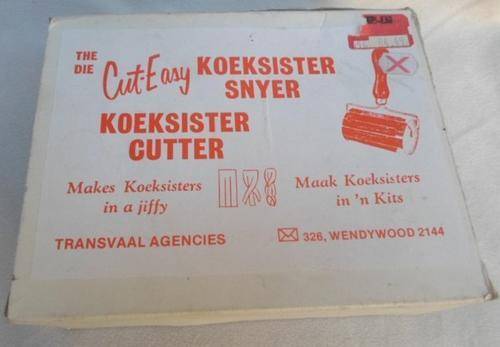 THE
DIE
Cut-Easy KOEKSISTER
SNYER
KOEKSISTER
CUTTER
Makes Koeksisters
in a jiffy
Maak Koeksisters
in 'n Kits
TRANSVAAL AGENCIES
326, WENDYWOOD 2144